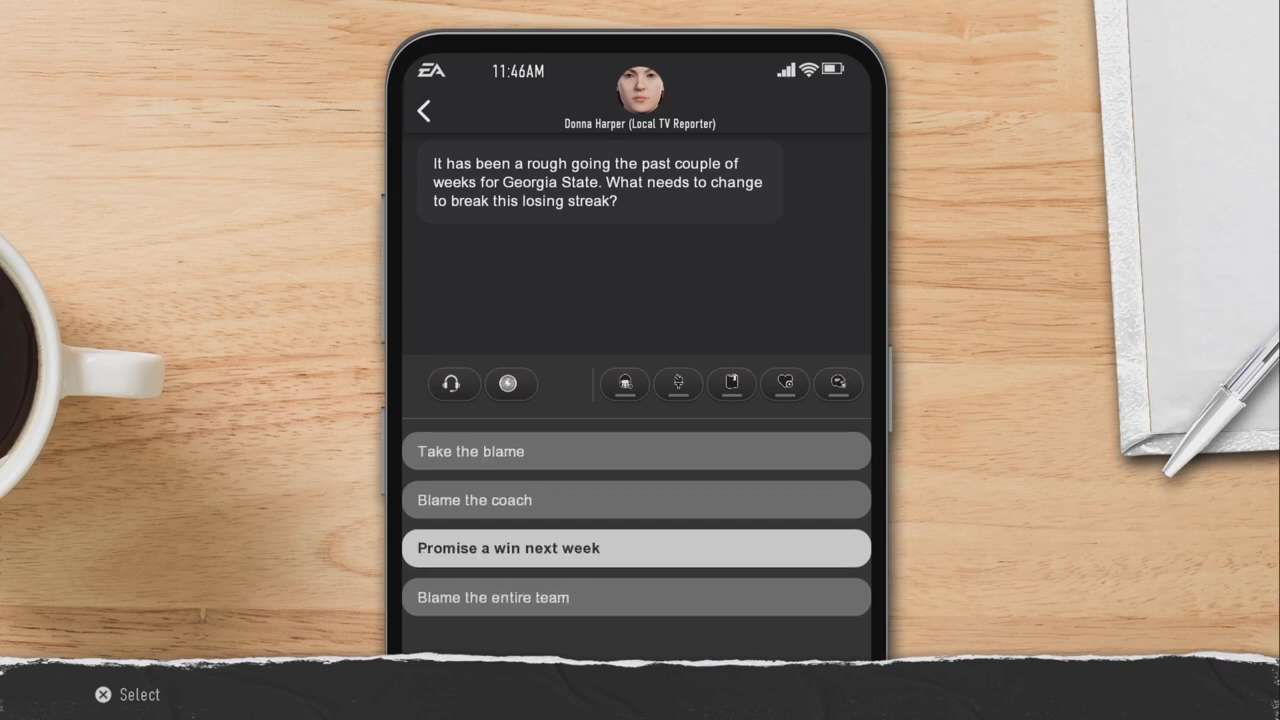 EA
11:46AM
Donna Harper (Local TV Reporter)
It has been a rough going the past couple of
weeks for Georgia State. What needs to change
to break this losing streak?
Take the blame
Blame the coach
Promise a win next week
Blame the entire team
Select